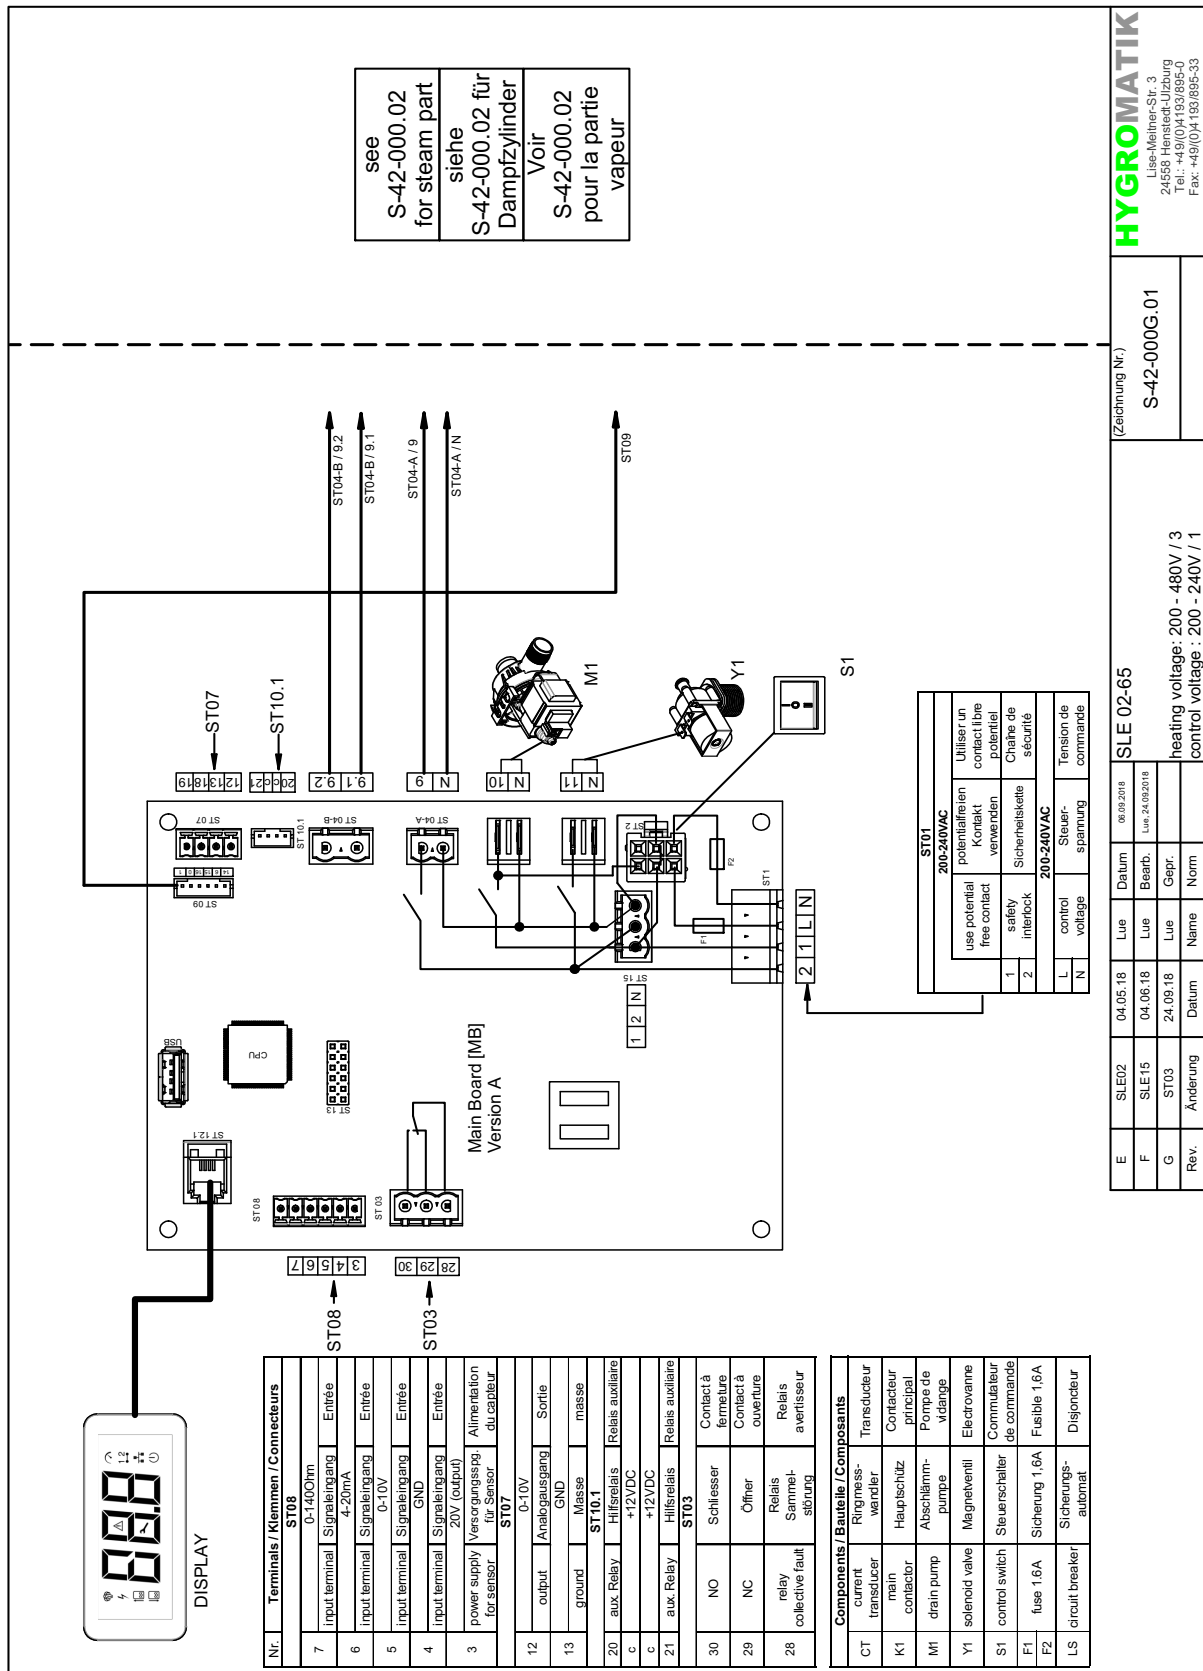 see
S-42-000.02
for steam part
siehe
S-42-000.02 für
Dampfzylinder
Voir
S-42-000.02
pour la partie
vapeur
HYGROMATIK
Lise-Meitner-Str. 3
24558 Henstedt-Ulzburg
Tel.: +49/(0)4193/895-0
Fax: +49/(0)4193/895-33
(Zeichnung Nr.)
S-42-000G.01
SLE 02-65
heating voltage: 200 - 480V / 3
control voltage : 200 - 240V / 1
E SLE02 04.05.18 Lue Datum 06.09.2018
F SLE15 04.06.18 Lue Bearb. Lue, 24.09.2018
G ST03 24.09.18 Lue Gepr.
Rev. Änderung Datum Name Norm
DISPLAY
ST04-B / 9.2
ST04-B / 9.1
ST04-A / 9
ST04-A / N
ST09
ST07
ST10.1
12 13 18 19
20 c c 21
9.2
9.1
9
N
10 N
11 N
M1
Y1
S1
ST 07
14 6 15 16 0 1
ST 09
ST 10.1
ST 04-B
ST 04-A
ST 2
F2
F1
ST1
ST 15
1 2 N
2 1 L N
USB
CPU
ST 13
ST 12.1
Main Board [MB]
Version A
ST 08
ST 03
7 6 5 4 3
30 29 28
ST08
ST03
ST01
200-240VAC
1
2
use potential
free contact
potentialfreien
Kontakt
verwenden
Utiliser un
contact libre
potentiel
safety
interlock
Sicherheitskette
Chaîne de
sécurité
200-240VAC
L
N
control
voltage
Steuer-
spannung
Tension de
commande
Nr. Terminals / Klemmen / Connecteurs
ST08
7
0-140Ohm
input terminal Signaleingang Entrée
6
4-20mA
input terminal Signaleingang Entrée
5
0-10V
input terminal Signaleingang Entrée
4
GND
input terminal Signaleingang Entrée
3
20V (output)
power supply
for sensor
Versorgungsspg.
für Sensor
Alimentation
du capteur
ST07
12
0-10V
output Analogausgang Sortie
13
GND
ground Masse masse
ST10.1
20 aux. Relay Hilfsrelais Relais auxiliaire
c +12VDC
c +12VDC
21 aux. Relay Hilfsrelais Relais auxiliaire
ST03
30 NO Schliesser
Contact à
fermeture
29 NC Öffner
Contact à
ouverture
28
relay
collective fault
Relais
Sammel-
störung
Relais
avertisseur
Components / Bauteile / Composants
CT
current
transducer
Ringmess-
wandler
Transducteur
K1
main
contactor
Hauptschütz
Contacteur
principal
M1
drain pump
Abschlämm-
pumpe
Pompe de
vidange
Y1 solenoid valve Magnetventil Electrovanne
S1 control switch Steuerschalter
Commutateur
de commande
F1
F2
fuse 1.6A Sicherung 1,6A Fusible 1,6A
LS circuit breaker
Sicherungs-
automat
Disjoncteur